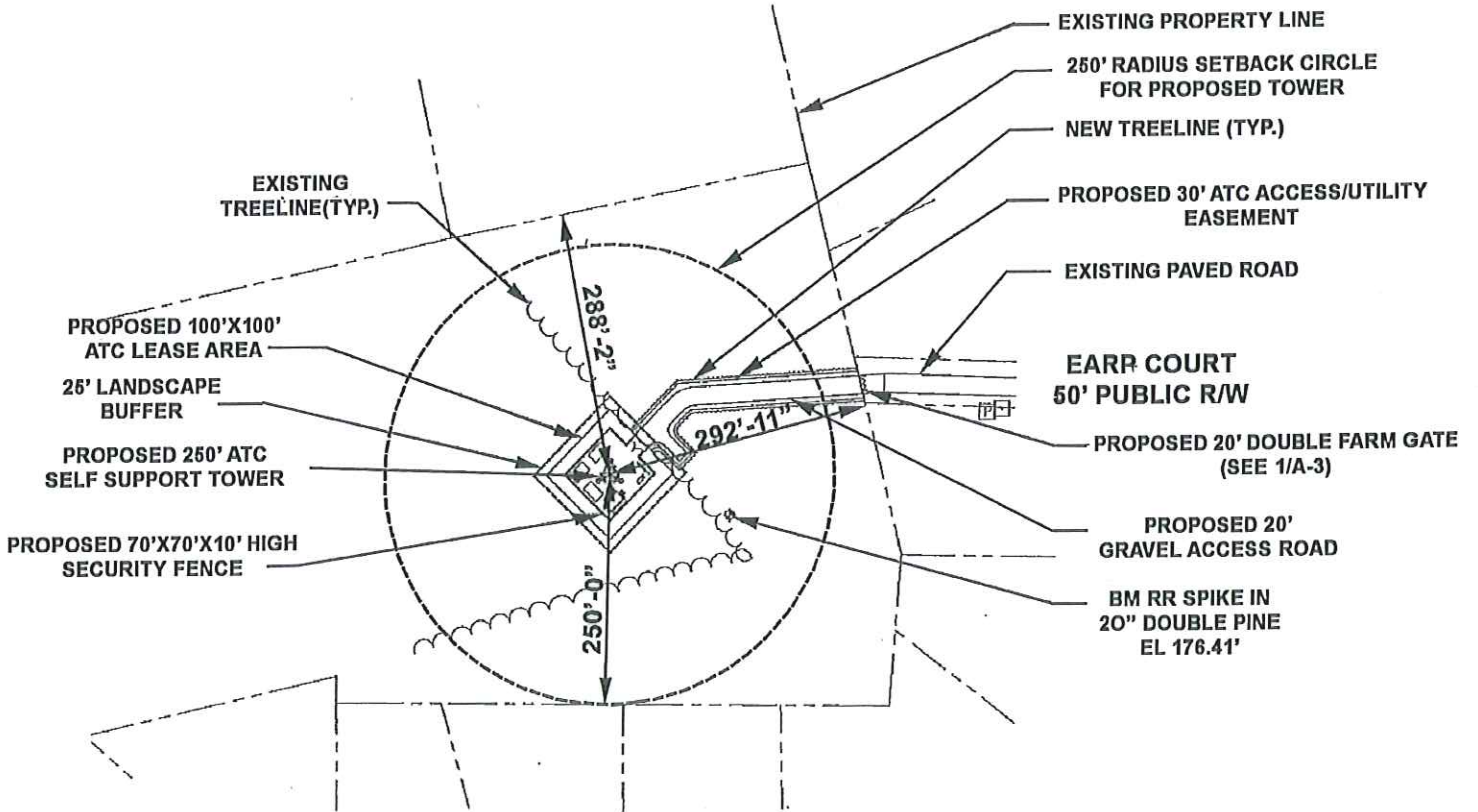 EXISTING PROPERTY LINE
250' RADIUS SETBACK CIRCLE
FOR PROPOSED TOWER
NEW TREELINE (TYP.)
EXISTING
TREELINE(TYP.)
PROPOSED 30' ATC ACCESS/UTILITY
EASEMENT
EXISTING PAVED ROAD
288'-2"
PROPOSED 100'X100'
ATC LEASE AREA
EARP COURT
50' PUBLIC R/W
25' LANDSCAPE
BUFFER
292'-11"
PROPOSED 20' DOUBLE FARM GATE
(SEE 1/A-3)
PROPOSED 250' ATC
SELF SUPPORT TOWER
PROPOSED 20'
GRAVEL ACCESS ROAD
PROPOSED 70'X70'X10' HIGH
SECURITY FENCE
250'-0"
BM RR SPIKE IN
20" DOUBLE PINE
EL 176.41'